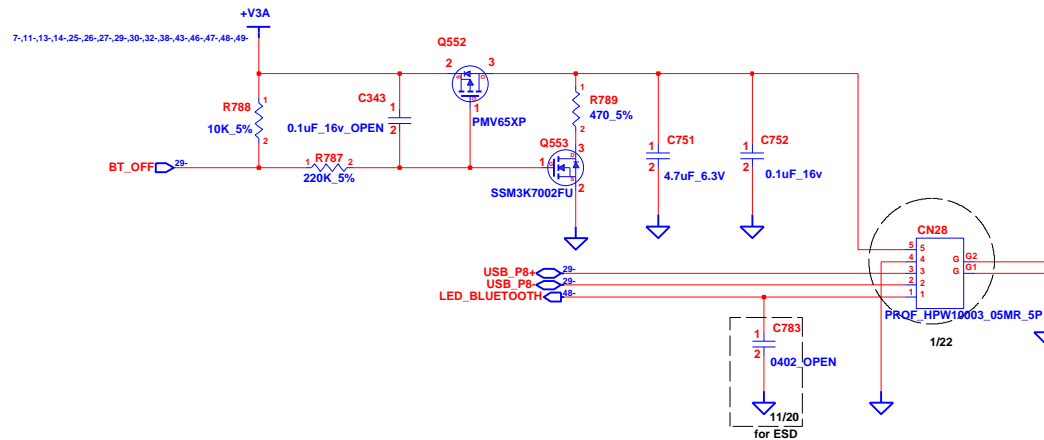 +V3A
7-,11-,13-,14-,25-,26-,27-,29-,30-,32-,38-,43-,46-,47-,48-,49-
Q552
2
3
S
D
G
1
PMV65XP
R788
1
2
10K_5%
C343
1
2
0.1uF_16v_OPEN
R789
1
2
470_5%
BT_OFF
29-
R787
1
2
220K_5%
Q553
1
3
D
G
S
2
SSM3K7002FU
C751
1
2
4.7uF_6.3V
C752
1
2
0.1uF_16v
CN28
5 5
4 4
3 3
2 2
1 1
G G2
G G1
PROF_HPW10003_05MR_5P
1/22
USB_P8+ 29-
USB_P8- 29-
LED_BLUETOOTH 48-
C783
1
2
0402_OPEN
11/20
for ESD